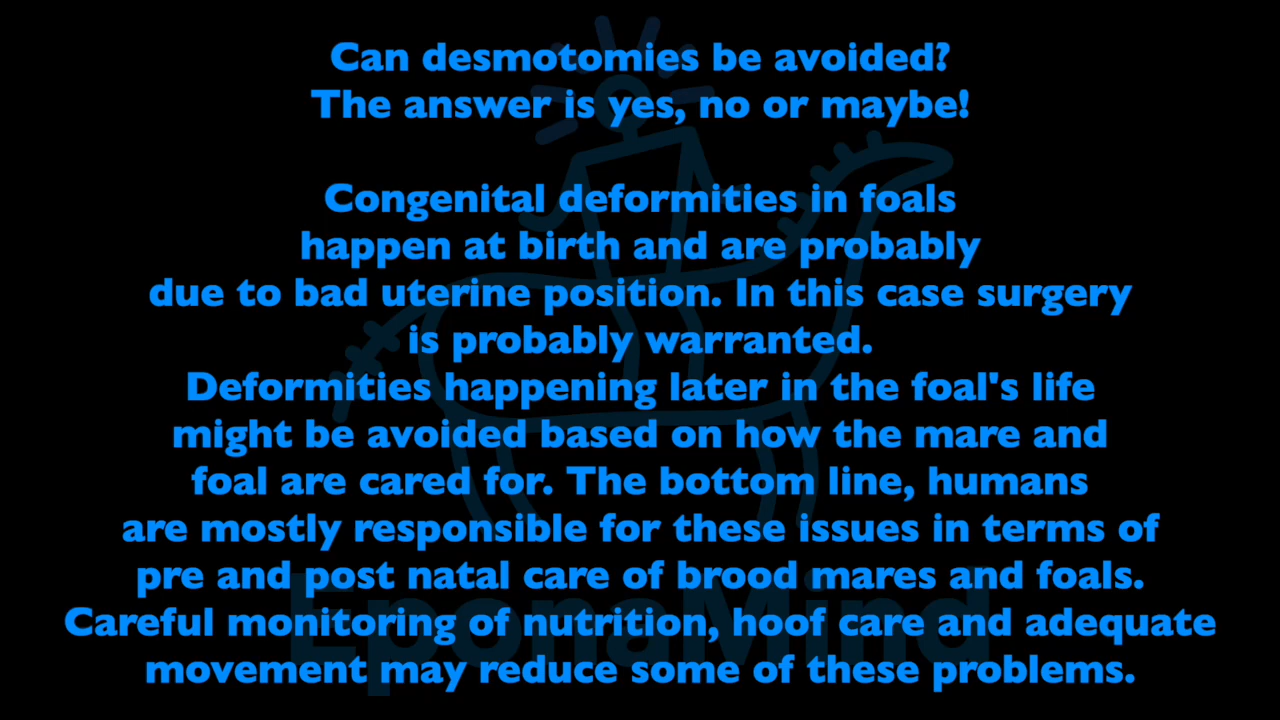 Can desmotomies be avoided?
The answer is yes, no or maybe!
Congenital deformities in foals
happen at birth and are probably
due to bad uterine position. In this case surgery
is probably warranted.
Deformities happening later in the foal's life
might be avoided based on how the mare and
foal are cared for. The bottom line, humans
are mostly responsible for these issues in terms of
pre and post natal care of brood mares and foals.
Careful monitoring of nutrition, hoof care and adequate
movement may reduce some of these problems.
EponaMind